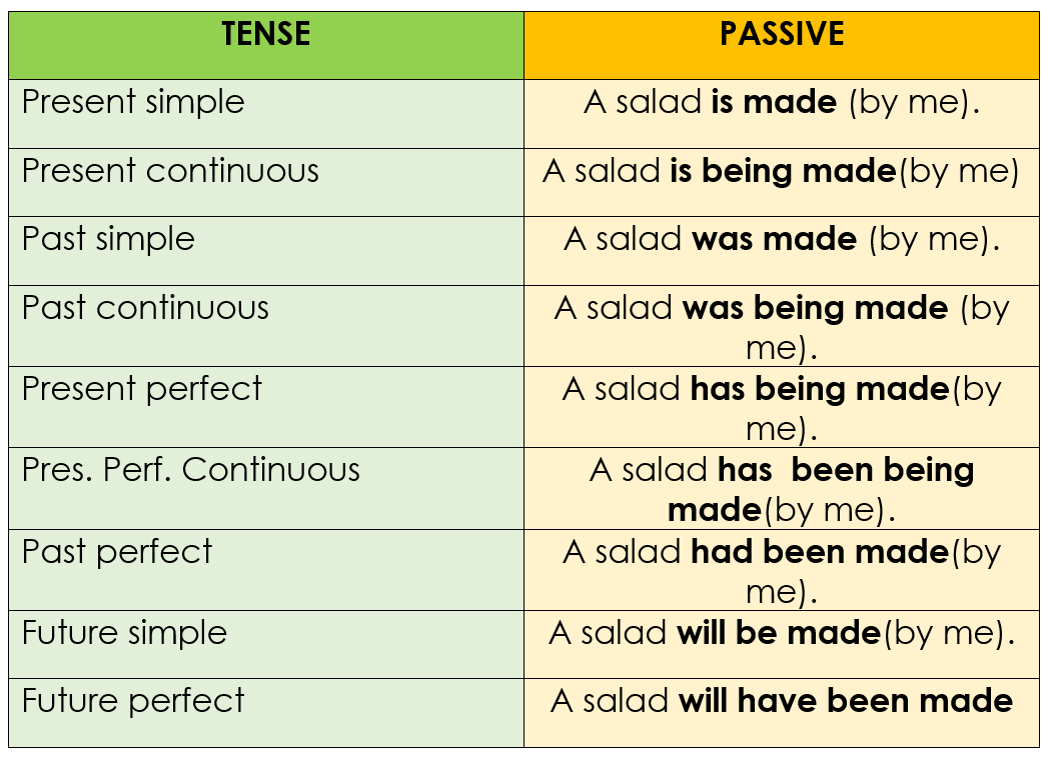 TENSE PASSIVE
Present simple A salad is made (by me).
Present continuous A salad is being made(by me)
Past simple A salad was made (by me).
Past continuous A salad was being made (by
me).
Present perfect A salad has being made(by
me).
Pres. Perf. Continuous A salad has  been being
made(by me).
Past perfect A salad had been made(by
me).
Future simple A salad will be made(by me).
Future perfect A salad will have been made